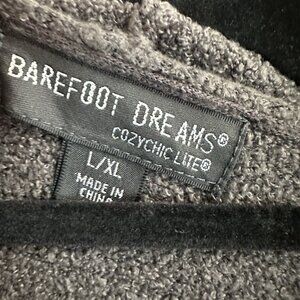 BAREFOOT DREAMS®
COZYCHIC LITE®
L/XL
MADE IN
CHINA